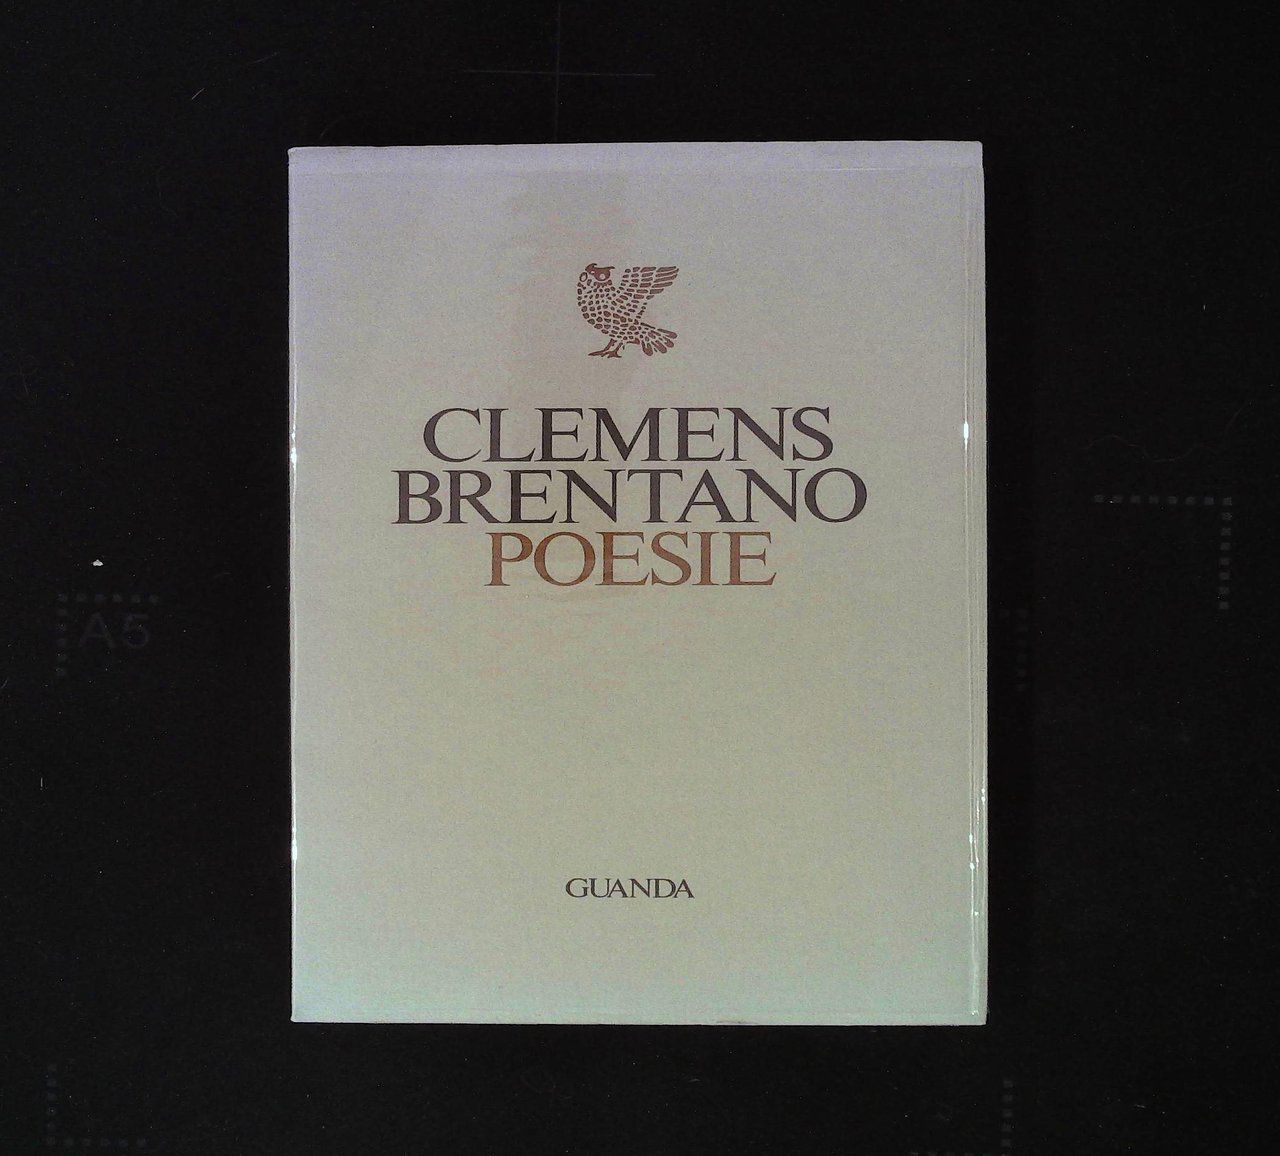 CLEMENS
BRENTANO
POESIE
GUANDA
A5